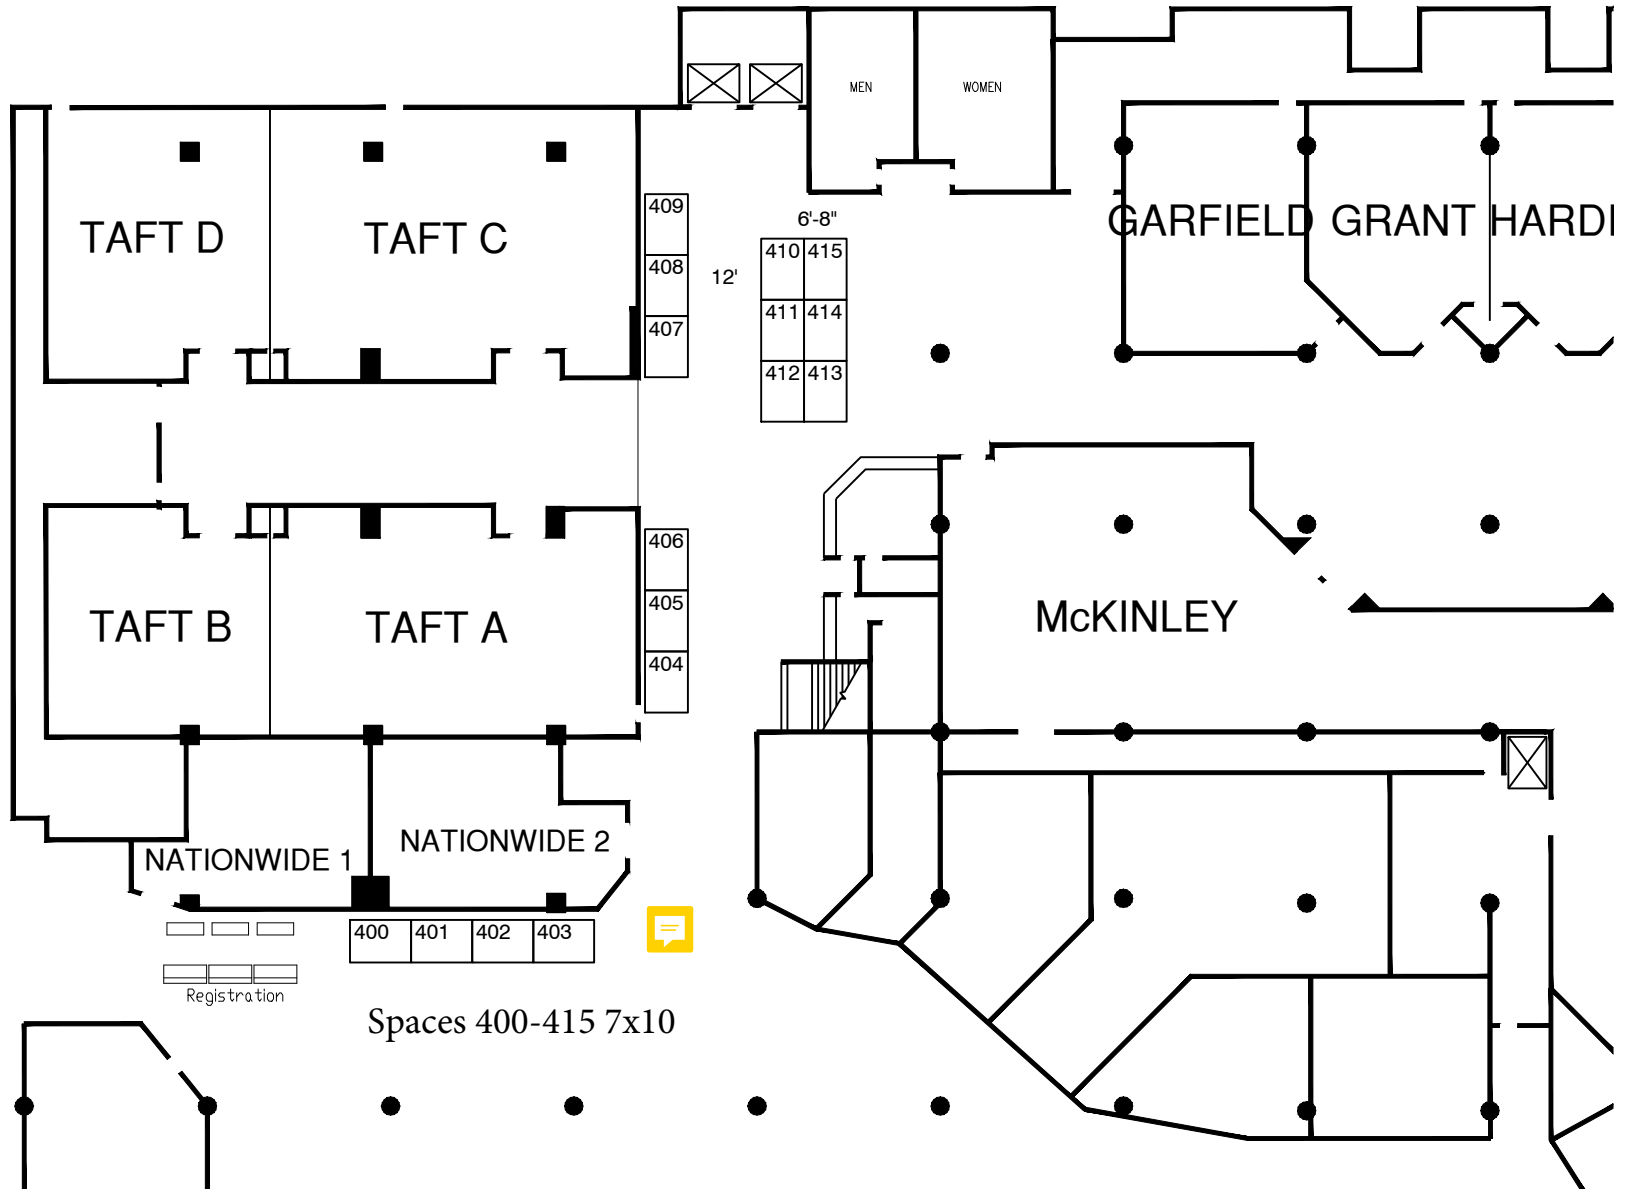 MEN
WOMEN
TAFT D
TAFT C
409
408
407
6'-8"
12'
410 415
411 414
412 413
GARFIELD
GRANT
HARDI
406
405
404
TAFT B
TAFT A
McKINLEY
NATIONWIDE 1
NATIONWIDE 2
400 401 402 403
Registration
Spaces 400-415 7x10